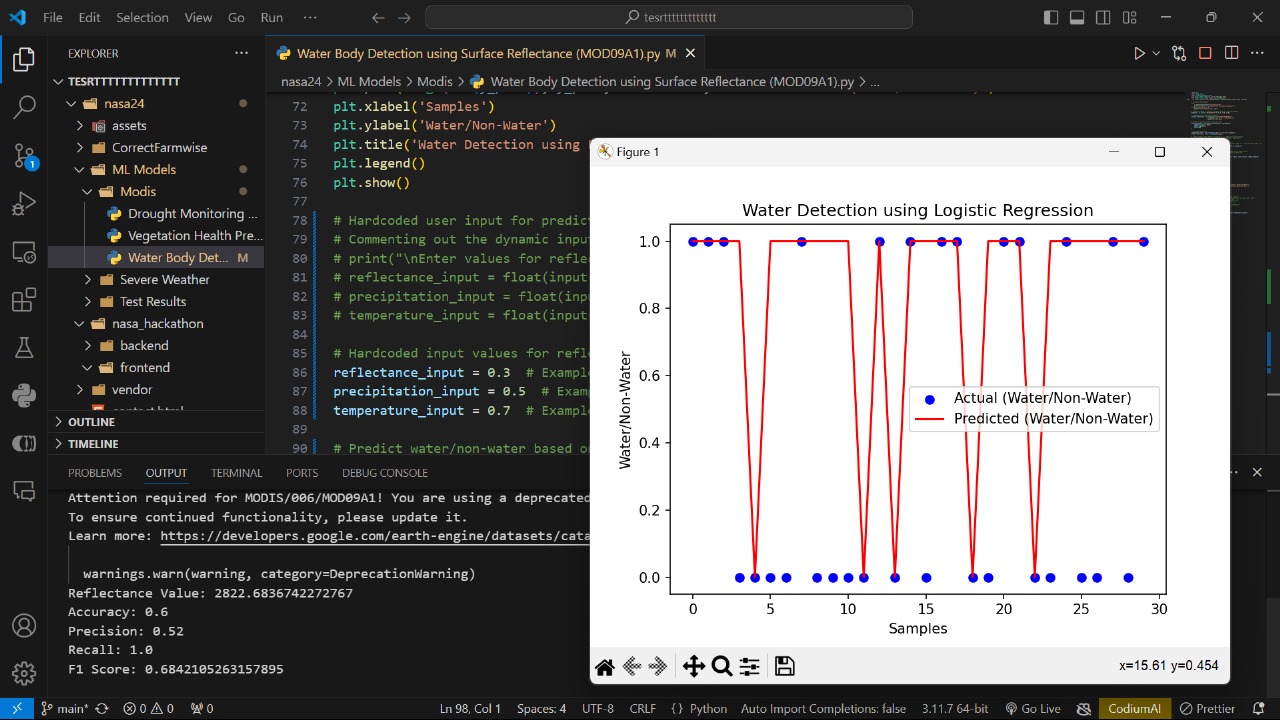 File Edit Selection View Go Run ···
tesrttttttttttttt
EXPLORER
TESRTTTTTTTTTTTTT
nasa24
assets
CorrectFarmwise
ML Models
Modis
Drought Monitoring ...
Vegetation Health Pre...
Water Body Det... M
Severe Weather
Test Results
nasa_hackathon
backend
frontend
vendor
OUTLINE
TIMELINE
1
Water Body Detection using Surface Reflectance (MOD09A1).py M
nasa24 > ML Models > Modis > Water Body Detection using Surface Reflectance (MOD09A1).py > ...
72 plt.xlabel('Samples')
73 plt.ylabel('Water/Non-Water')
74 plt.title('Water Detection using
75 plt.legend()
76 plt.show()
77
78 # Hardcoded user input for predict
79 # Commenting out the dynamic input
80 # print("\nEnter values for refle
81 # reflectance_input = float(input
82 # precipitation_input = float(inpu
83 # temperature_input = float(input
84
85 # Hardcoded input values for refle
86 reflectance_input = 0.3 # Example
87 precipitation_input = 0.5 # Examp
88 temperature_input = 0.7 # Example
89
90 # Predict water/non-water based on
PROBLEMS OUTPUT TERMINAL PORTS DEBUG CONSOLE
Attention required for MODIS/006/MOD09A1! You are using a deprecated
To ensure continued functionality, please update it.
Learn more: https://developers.google.com/earth-engine/datasets/cata
warnings.warn(warning, category=DeprecationWarning)
Reflectance Value: 2822.6836742272767
Accuracy: 0.6
Precision: 0.52
Recall: 1.0
F1 Score: 0.6842105263157895
Figure 1
Water Detection using Logistic Regression
1.0
0.8
0.6
0.4
0.2
0.0
Water/Non-Water
Actual (Water/Non-Water)
Predicted (Water/Non-Water)
0 5 10 15 20 25 30
Samples
x=15.61 y=0.454
main* 0 0 0 Ln 98, Col 1 Spaces: 4 UTF-8 CRLF {} Python Auto Import Completions: false 3.11.7 64-bit Go Live CodiumAI Prettier